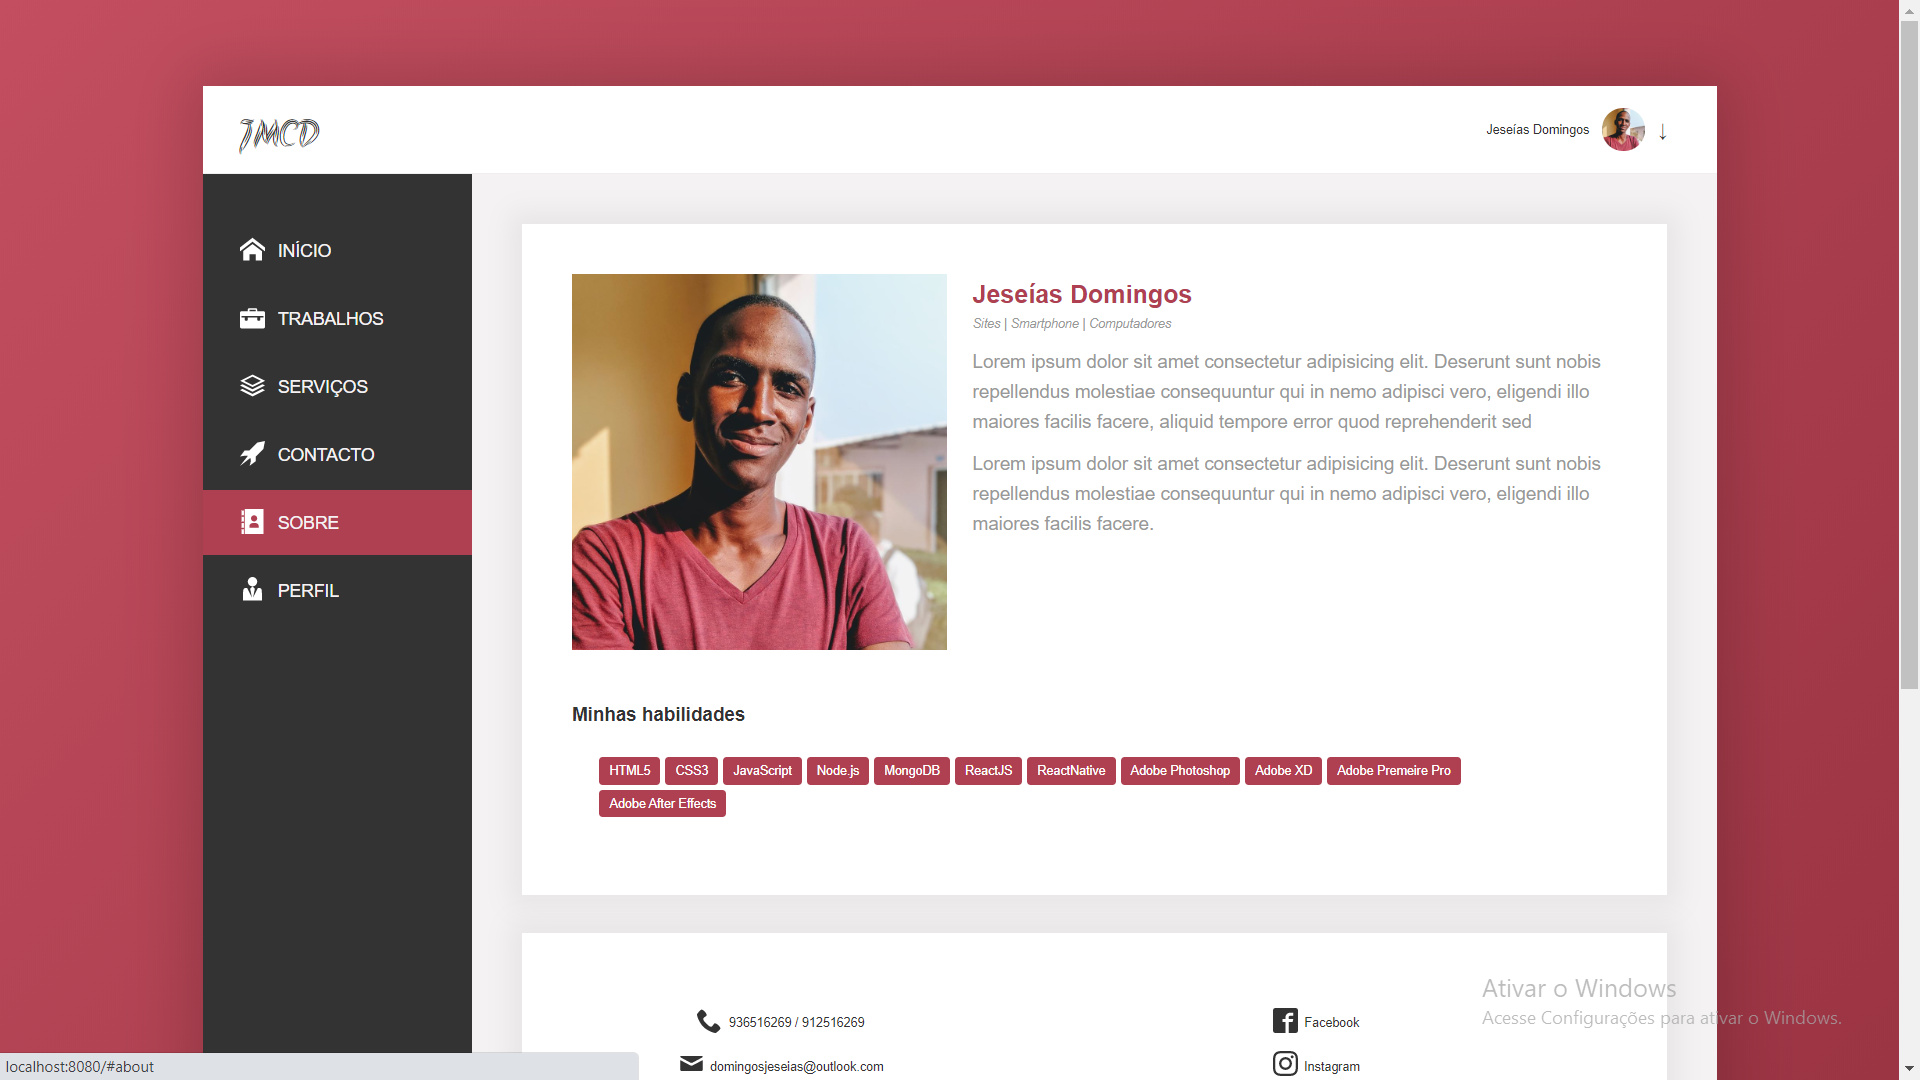 JMCD
Jeseías Domingos
↓
INÍCIO
TRABALHOS
SERVIÇOS
CONTACTO
SOBRE
PERFIL
Jeseías Domingos
Sites | Smartphone | Computadores
Lorem ipsum dolor sit amet consectetur adipisicing elit. Deserunt sunt nobis
repellendus molestiae consequuntur qui in nemo adipisci vero, eligendi illo
maiores facilis facere, aliquid tempore error quod reprehenderit sed
Lorem ipsum dolor sit amet consectetur adipisicing elit. Deserunt sunt nobis
repellendus molestiae consequuntur qui in nemo adipisci vero, eligendi illo
maiores facilis facere.
Minhas habilidades
HTML5 CSS3 JavaScript Node.js MongoDB ReactJS ReactNative Adobe Photoshop Adobe XD Adobe Premeire Pro
Adobe After Effects
936516269 / 912516269
domingosjeseias@outlook.com
Facebook
Instagram
Ativar o Windows
Acesse Configurações para ativar o Windows.
localhost:8080/#about